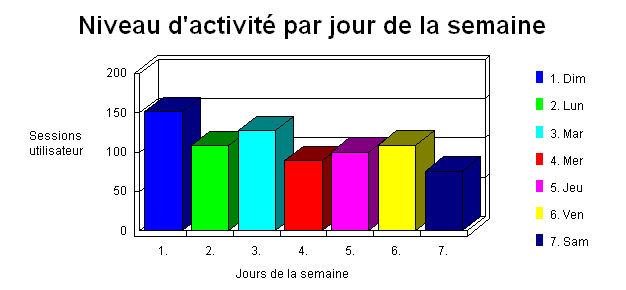 Niveau d'activité par jour de la semaine
200
150
100
50
0
Sessions
utilisateur
1. 2. 3. 4. 5. 6. 7.
Jours de la semaine
1. Dim
2. Lun
3. Mar
4. Mer
5. Jeu
6. Ven
7. Sam